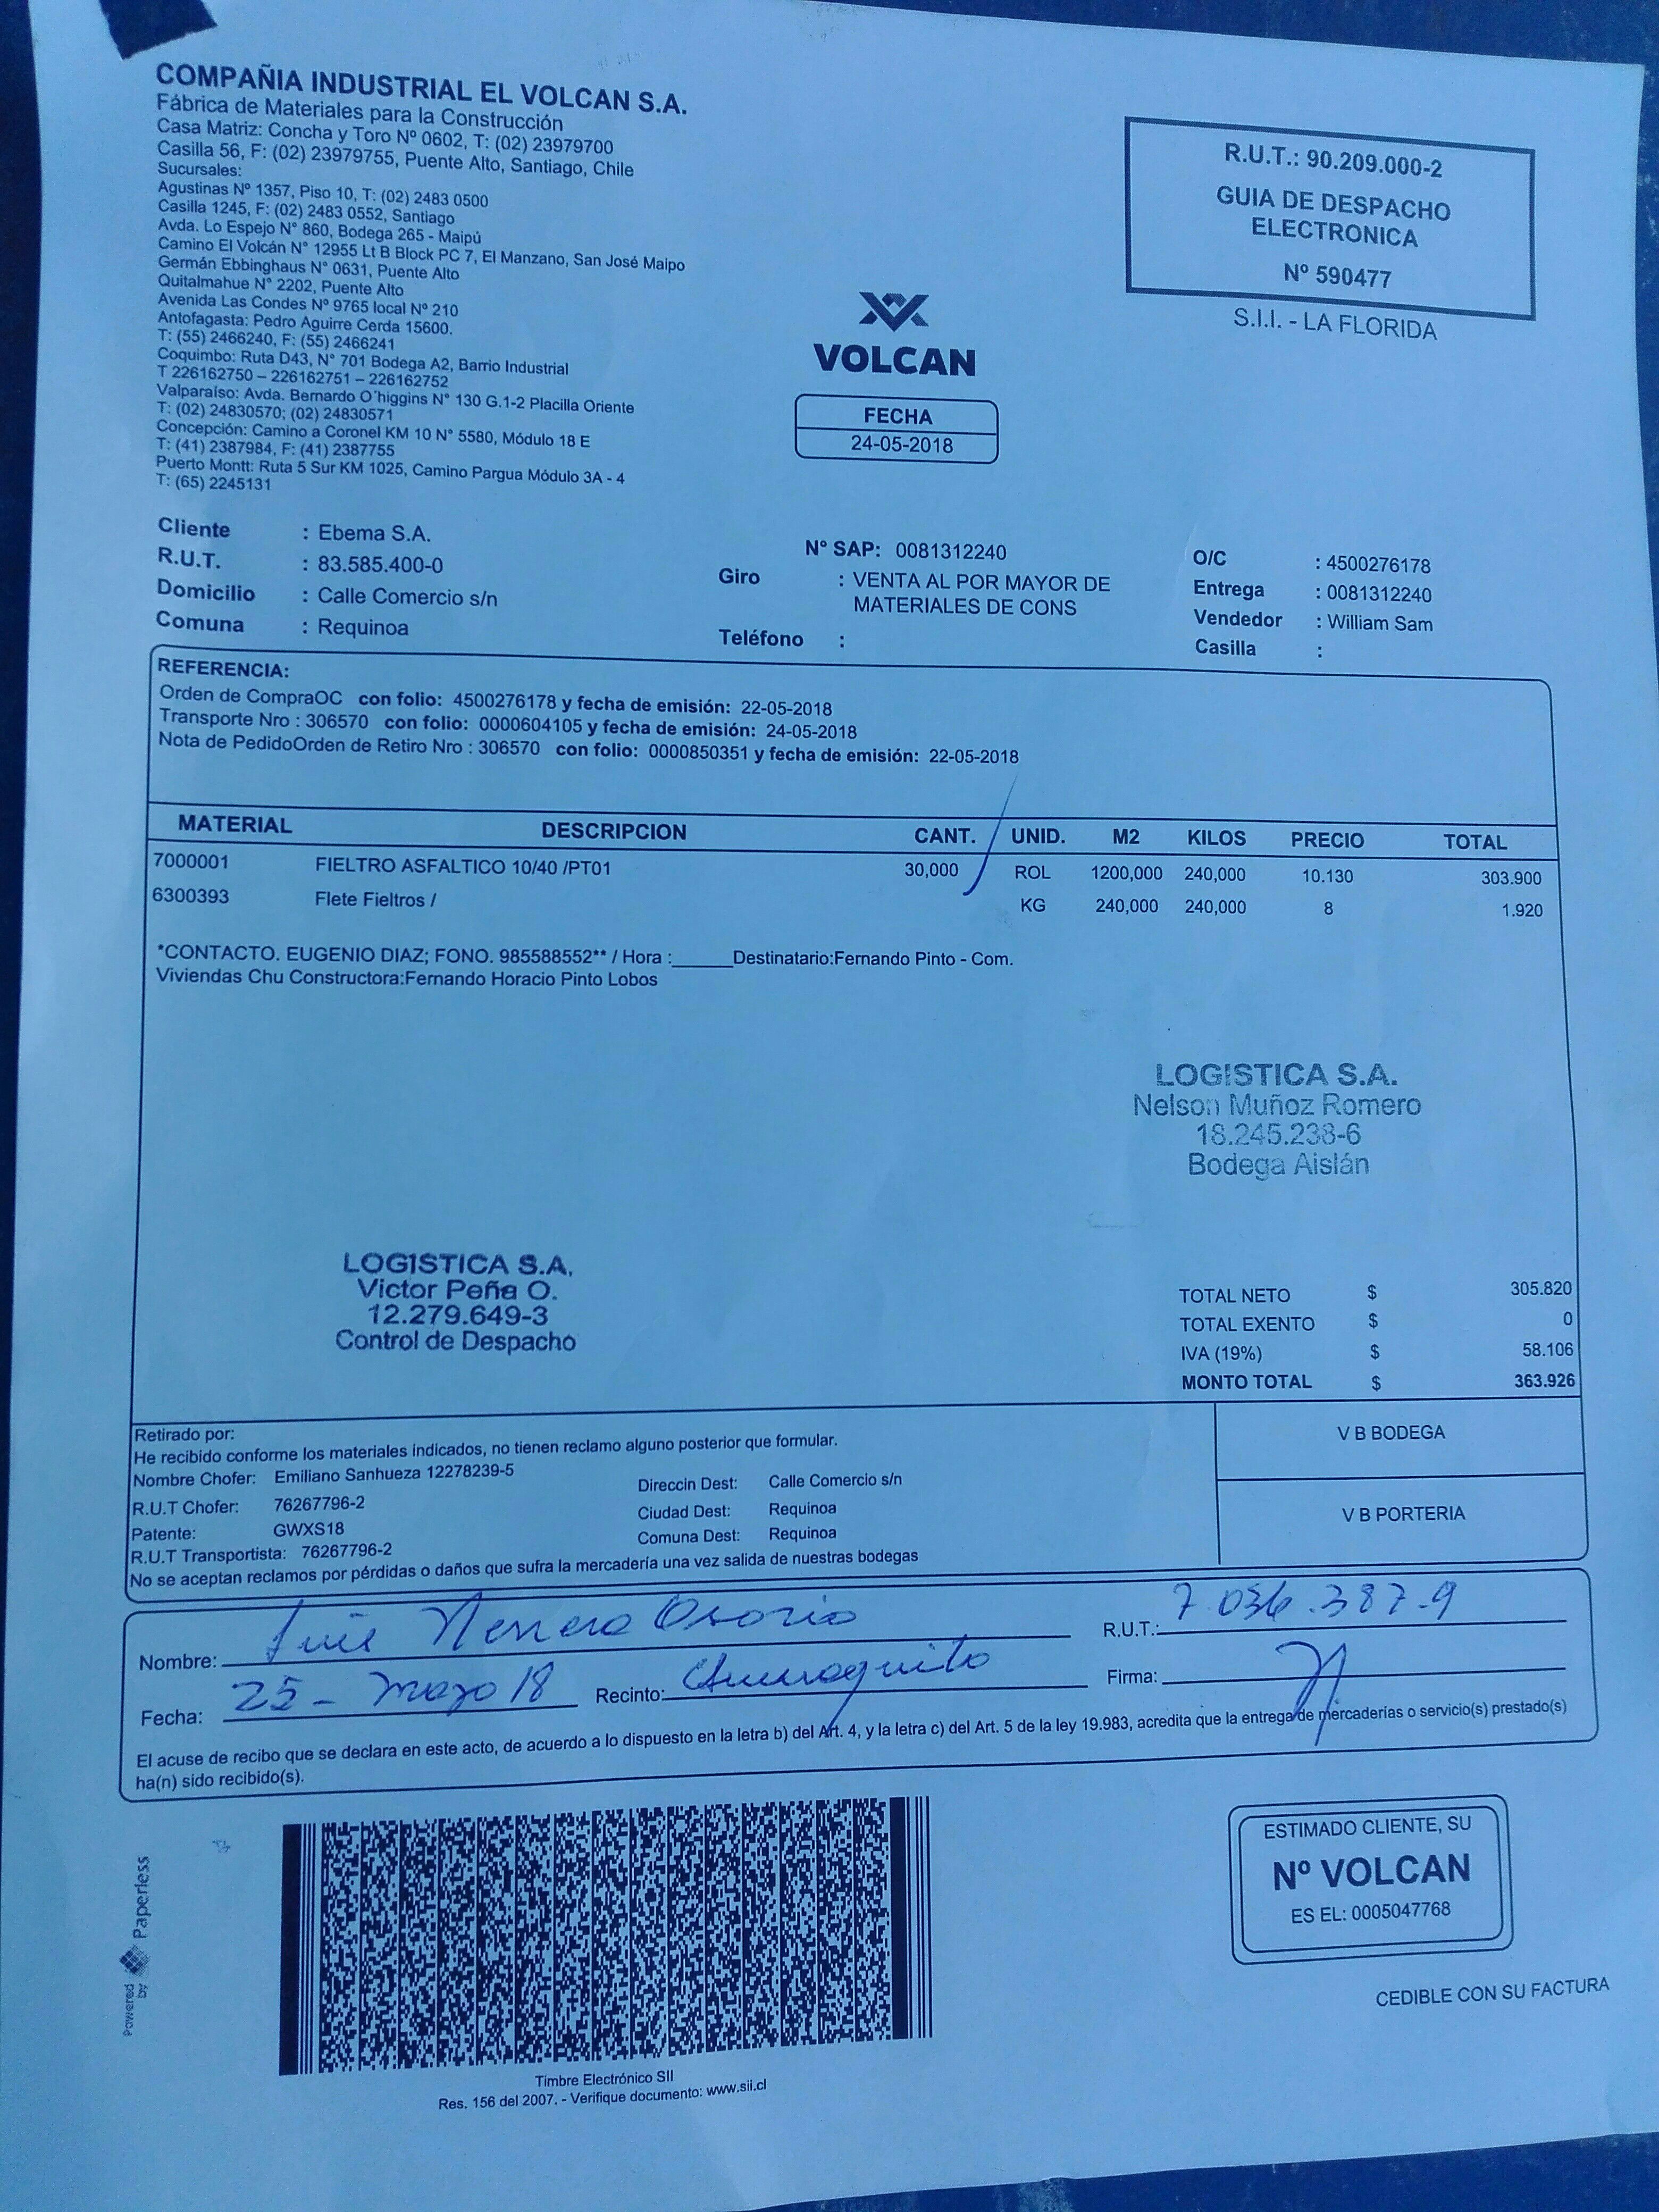 COMPAÑIA INDUSTRIAL EL VOLCAN S.A.
Fábrica de Materiales para la Construcción
Casa Matriz: Concha y Toro Nº 0602, T: (02) 23979700
Casilla 56, F: (02) 23979755, Puente Alto, Santiago, Chile
Sucursales:
Agustinas Nº 1357, Piso 10, T: (02) 2483 0500
Casilla 1245, F: (02) 2483 0552, Santiago
Avda. Lo Espejo N° 860, Bodega 265 - Maipú
Camino El Volcán N° 12955 Lt B Block PC 7, El Manzano, San José Maipo
Germán Ebbinghaus N° 0631, Puente Alto
Quitalmahue N° 2202, Puente Alto
Avenida Las Condes Nº 9765 local Nº 210
Antofagasta: Pedro Aguirre Cerda 15600.
T: (55) 2466240, F: (55) 2466241
Coquimbo: Ruta D43, N° 701 Bodega A2, Barrio Industrial
T 226162750 – 226162751 – 226162752
Valparaíso: Avda. Bernardo O´higgins N° 130 G.1-2 Placilla Oriente
T: (02) 24830570; (02) 24830571
Concepción: Camino a Coronel KM 10 N° 5580, Módulo 18 E
T: (41) 2387984, F: (41) 2387755
Puerto Montt: Ruta 5 Sur KM 1025, Camino Pargua Módulo 3A - 4
T: (65) 2245131
VOLCAN
FECHA
24-05-2018
R.U.T.: 90.209.000-2
GUIA DE DESPACHO
ELECTRONICA
Nº 590477
S.I.I. - LA FLORIDA
Cliente : Ebema S.A.
R.U.T. : 83.585.400-0
Domicilio : Calle Comercio s/n
Comuna : Requinoa
N° SAP: 0081312240
Giro : VENTA AL POR MAYOR DE
MATERIALES DE CONS
Teléfono :
O/C : 4500276178
Entrega : 0081312240
Vendedor : William Sam
Casilla :
REFERENCIA:
Orden de CompraOC con folio: 4500276178 y fecha de emisión: 22-05-2018
Transporte Nro : 306570 con folio: 0000604105 y fecha de emisión: 24-05-2018
Nota de PedidoOrden de Retiro Nro : 306570 con folio: 0000850351 y fecha de emisión: 22-05-2018
MATERIAL DESCRIPCION CANT. UNID. M2 KILOS PRECIO TOTAL
7000001 FIELTRO ASFALTICO 10/40 /PT01 30,000 ROL 1200,000 240,000 10.130 303.900
6300393 Flete Fieltros / KG 240,000 240,000 8 1.920
*CONTACTO. EUGENIO DIAZ; FONO. 985588552** / Hora :______Destinatario:Fernando Pinto - Com.
Viviendas Chu Constructora:Fernando Horacio Pinto Lobos
LOGISTICA S.A.
Nelson Muñoz Romero
18.245.238-6
Bodega Aislán
LOGISTICA S.A.
Victor Peña O.
12.279.649-3
Control de Despacho
TOTAL NETO $ 305.820
TOTAL EXENTO $ 0
IVA (19%) $ 58.106
MONTO TOTAL $ 363.926
Retirado por:
He recibido conforme los materiales indicados, no tienen reclamo alguno posterior que formular.
Nombre Chofer: Emiliano Sanhueza 12278239-5
R.U.T Chofer: 76267796-2
Patente: GWXS18
R.U.T Transportista: 76267796-2
Direccin Dest: Calle Comercio s/n
Ciudad Dest: Requinoa
Comuna Dest: Requinoa
No se aceptan reclamos por pérdidas o daños que sufra la mercadería una vez salida de nuestras bodegas
V B BODEGA
V B PORTERIA
Nombre: Luis Osorio
R.U.T.: 7.036.387-9
Fecha: 25 - mayo 18 Recinto:
Firma:
El acuse de recibo que se declara en este acto, de acuerdo a lo dispuesto en la letra b) del Art. 4, y la letra c) del Art. 5 de la ley 19.983, acredita que la entrega de mercaderías o servicio(s) prestado(s)
ha(n) sido recibido(s).
Powered by Paperless
Timbre Electrónico SII
Res. 156 del 2007. - Verifique documento: www.sii.cl
ESTIMADO CLIENTE, SU
Nº VOLCAN
ES EL: 0005047768
CEDIBLE CON SU FACTURA